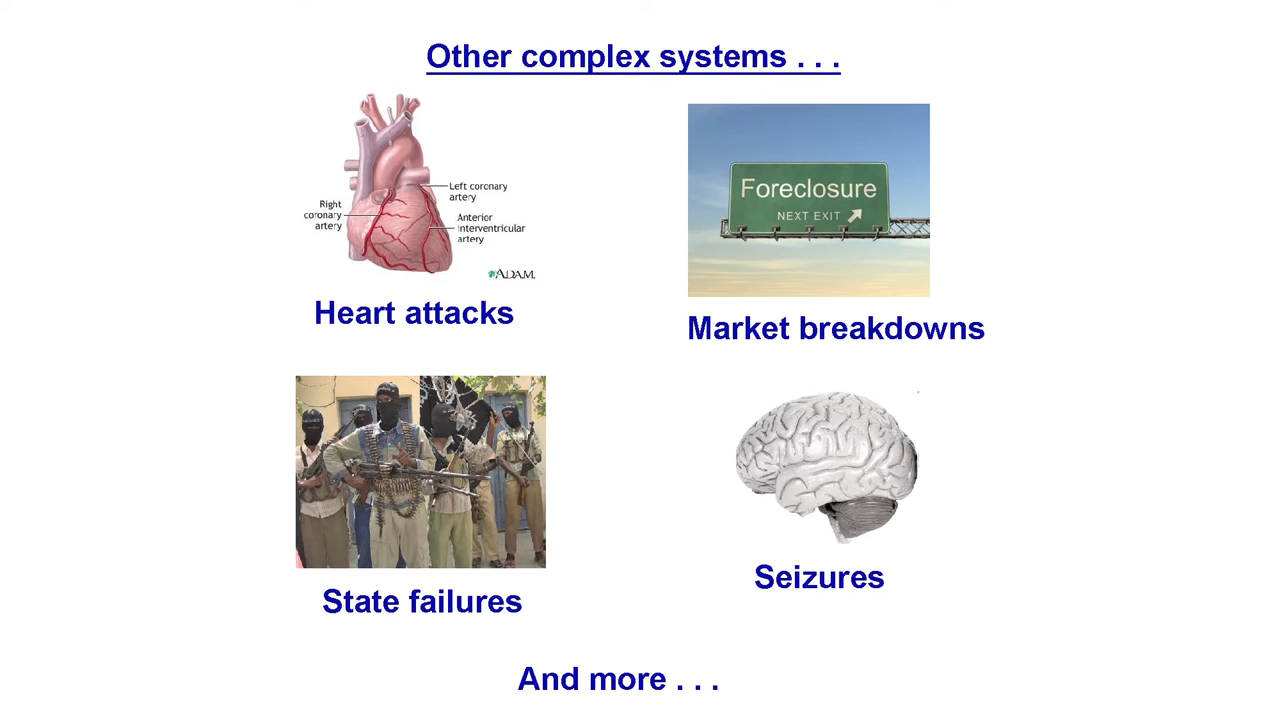 Other complex systems . . .
Left coronary
artery
Right
coronary
artery
Anterior
interventricular
artery
ADAM.
Heart attacks
Foreclosure
NEXT EXIT
Market breakdowns
State failures
Seizures
And more . . .